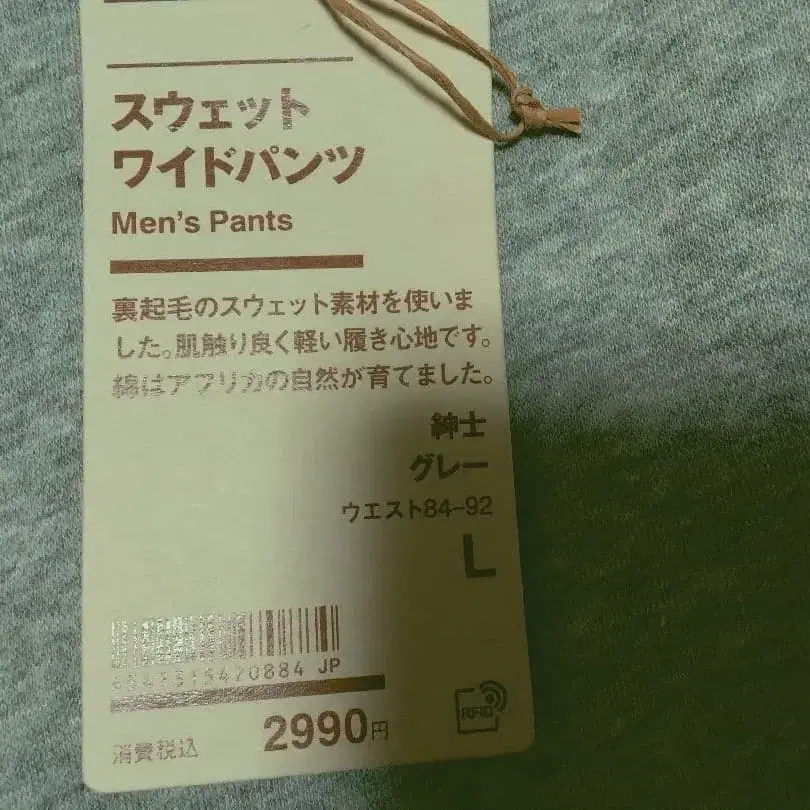 スウェット
ワイドパンツ
Men's Pants
裏起毛のスウェット素材を使いま
した。肌触り良く軽い履き心地です。
綿はアフリカの自然が育てました。
紳士
グレー
ウエスト84-92
L
JP
消費税込 2990円
RFID